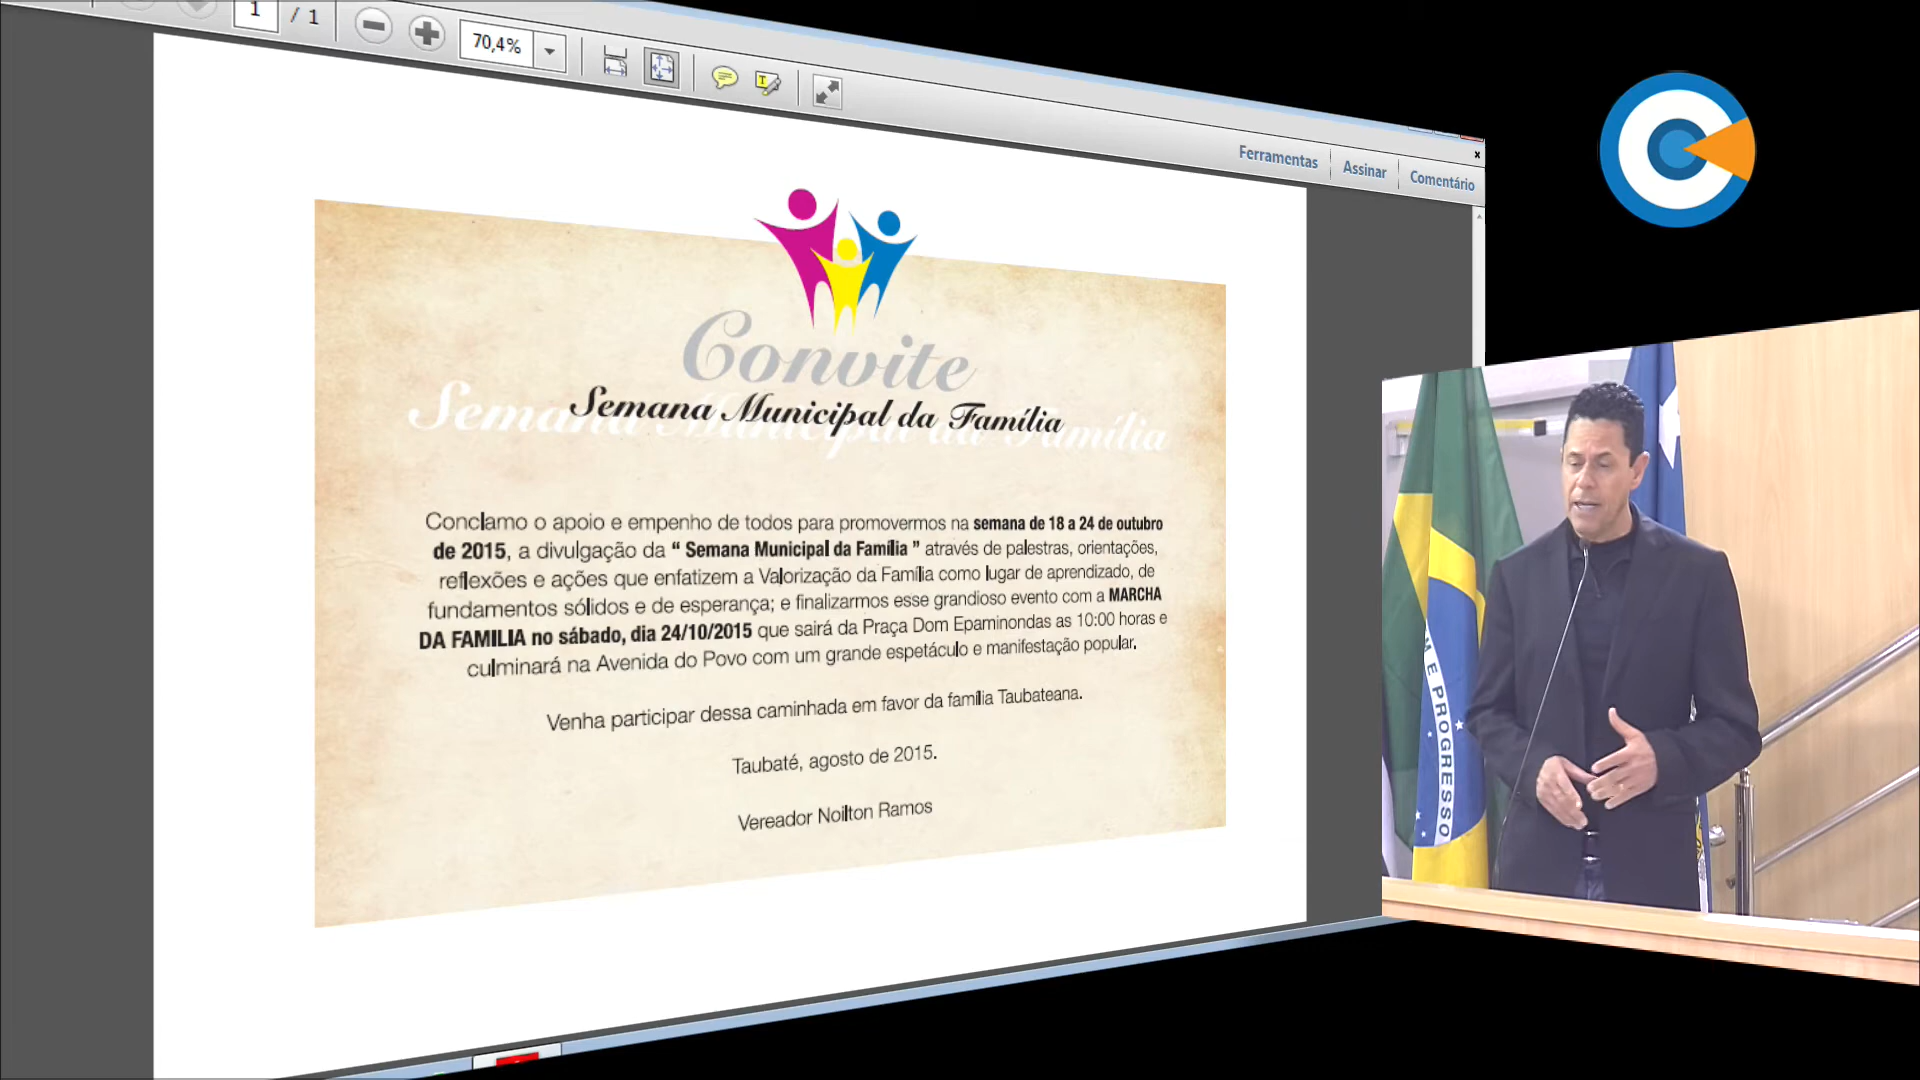 1 / 1
70,4%
Ferramentas
Assinar
Comentário
Convite
Semana Municipal da Família
Semana Municipal da Família
Conclamo o apoio e empenho de todos para promovermos na semana de 18 a 24 de outubro
de 2015, a divulgação da “ Semana Municipal da Família ” através de palestras, orientações,
reflexões e ações que enfatizem a Valorização da Família como lugar de aprendizado, de
fundamentos sólidos e de esperança; e finalizarmos esse grandioso evento com a MARCHA
DA FAMILIA no sábado, dia 24/10/2015 que sairá da Praça Dom Epaminondas as 10:00 horas e
culminará na Avenida do Povo com um grande espetáculo e manifestação popular.
Venha participar dessa caminhada em favor da família Taubateana.
Taubaté, agosto de 2015.
Vereador Noilton Ramos
M E PROGRESSO